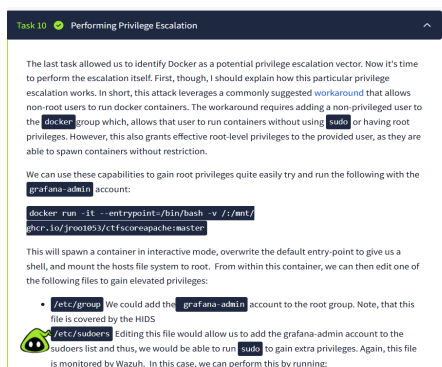 Task 10 Performing Privilege Escalation
The last task allowed us to identify Docker as a potential privilege escalation vector. Now it's time
to perform the escalation itself. First, though, I should explain how this particular privilege
escalation works. In short, this attack leverages a commonly suggested workaround that allows
non-root users to run docker containers. The workaround requires adding a non-privileged user to
the docker group which, allows that user to run containers without using sudo or having root
privileges. However, this also grants effective root-level privileges to the provided user, as they are
able to spawn containers without restriction.
We can use these capabilities to gain root privileges quite easily try and run the following with the
grafana-admin account:
docker run -it --entrypoint=/bin/bash -v /:/mnt/
ghcr.io/jroo1053/ctfscoreapache:master
This will spawn a container in interactive mode, overwrite the default entry-point to give us a
shell, and mount the hosts file system to root. From within this container, we can then edit one of
the following files to gain elevated privileges:
• /etc/group We could add the grafana-admin account to the root group. Note, that this
file is covered by the HIDS
/etc/sudoers Editing this file would allow us to add the grafana-admin account to the
sudoers list and thus, we would be able to run sudo to gain extra privileges. Again, this file
is monitored by Wazuh. In this case, we can perform this by running: